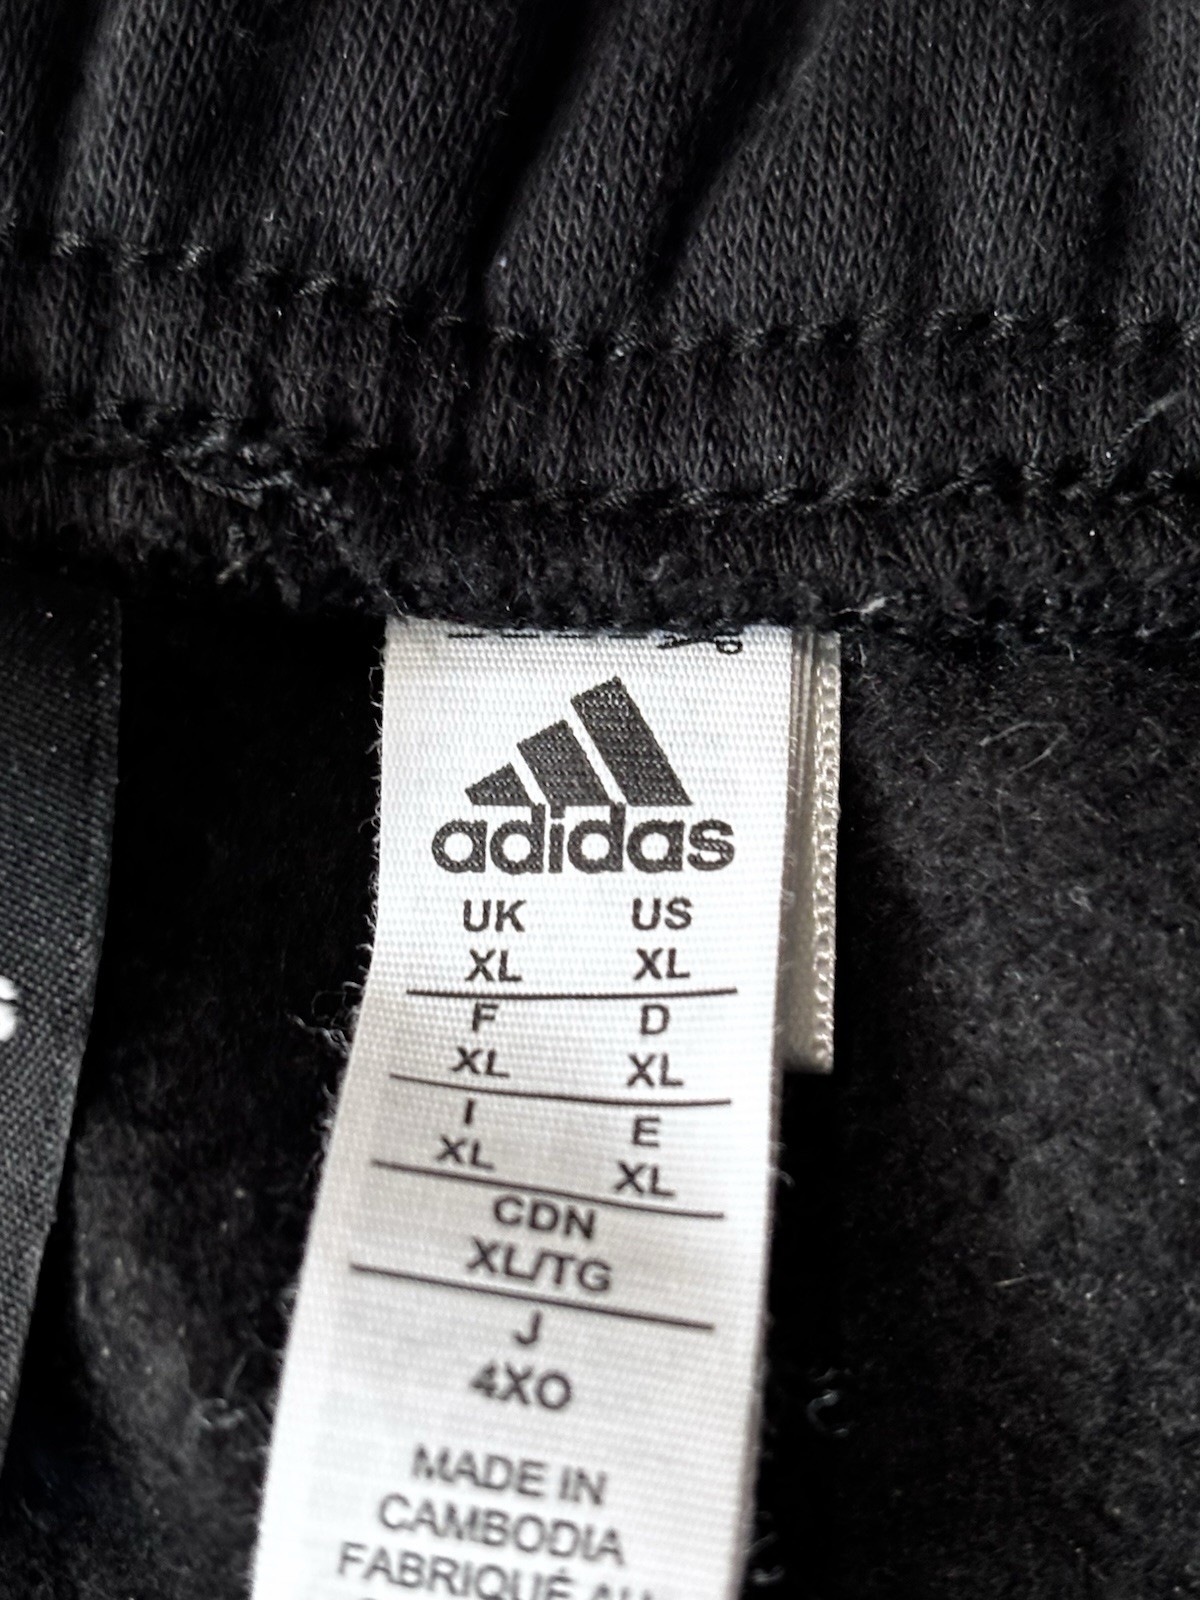 adidas
UK US
XL XL
F D
XL XL
I E
XL XL
CDN
XL/TG
J
4XO
MADE IN
CAMBODIA
FABRIQUÉ AU